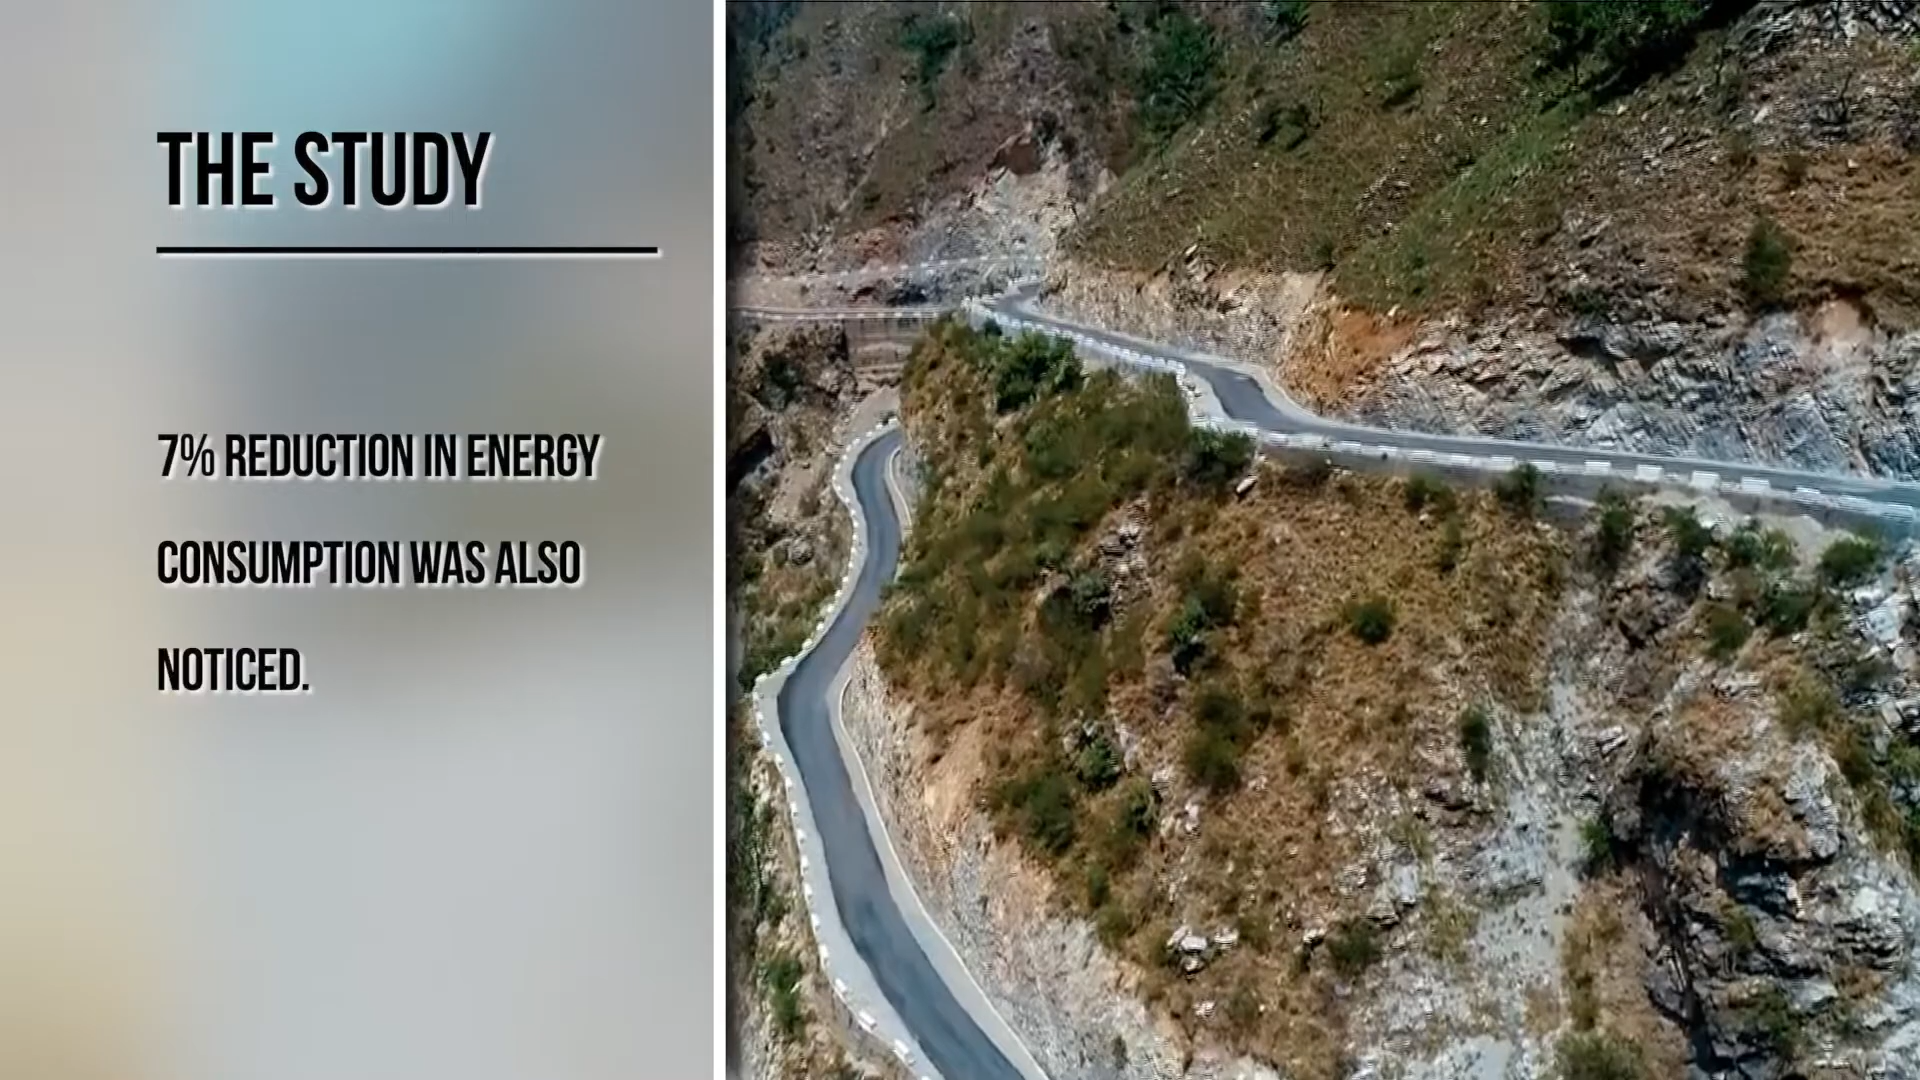 THE STUDY
7% REDUCTION IN ENERGY
CONSUMPTION WAS ALSO
NOTICED.